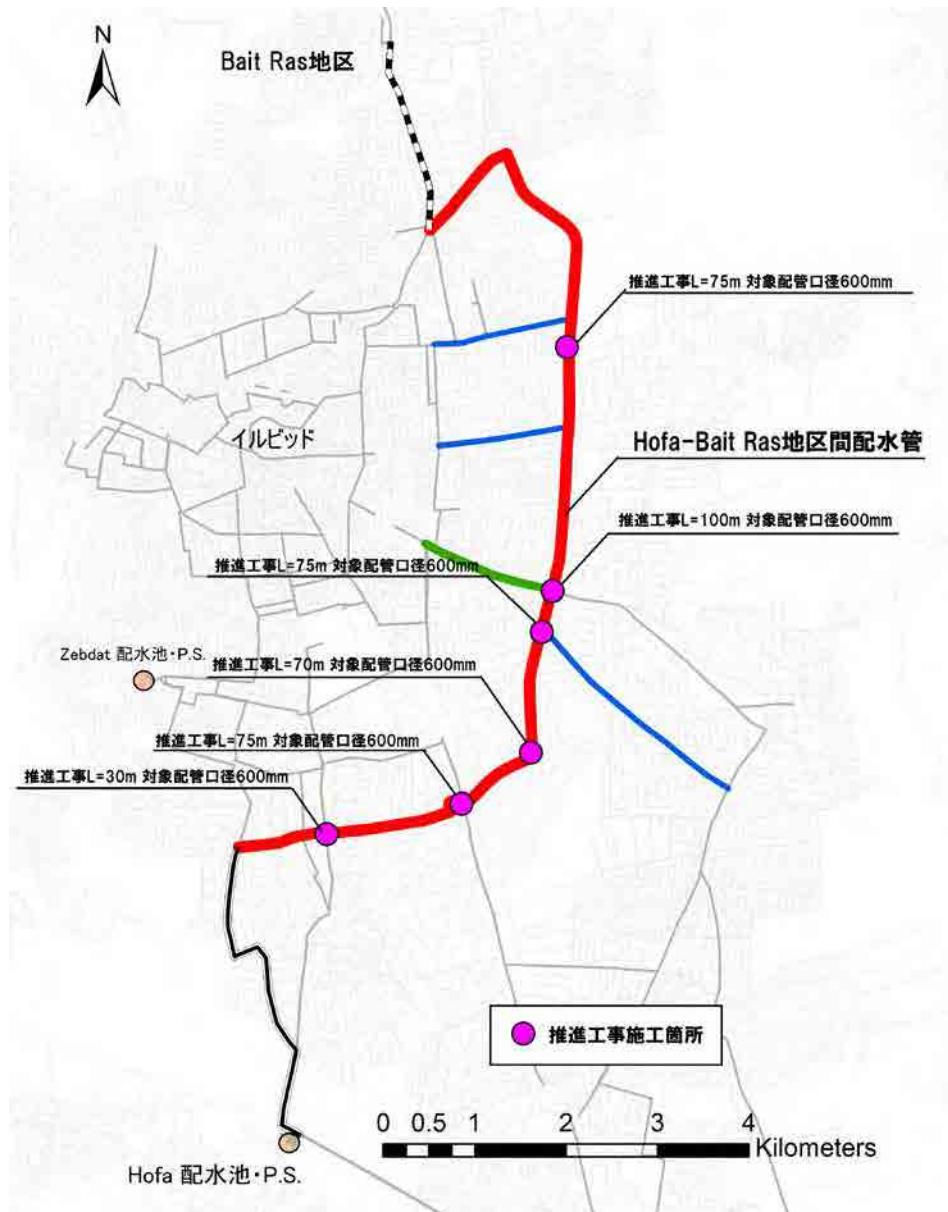 N
Bait Ras地区
推進工事L=75m 対象配管口径600mm
イルビッド
Hofa-Bait Ras地区間配水管
推進工事L=100m 対象配管口径600mm
推進工事L=75m 対象配管口径600mm
Zebdat 配水池・P.S.
推進工事L=70m 対象配管口径600mm
推進工事L=75m 対象配管口径600mm
推進工事L=30m 対象配管口径600mm
推進工事施工箇所
0 0.5 1 2 3 4
Kilometers
Hofa 配水池・P.S.